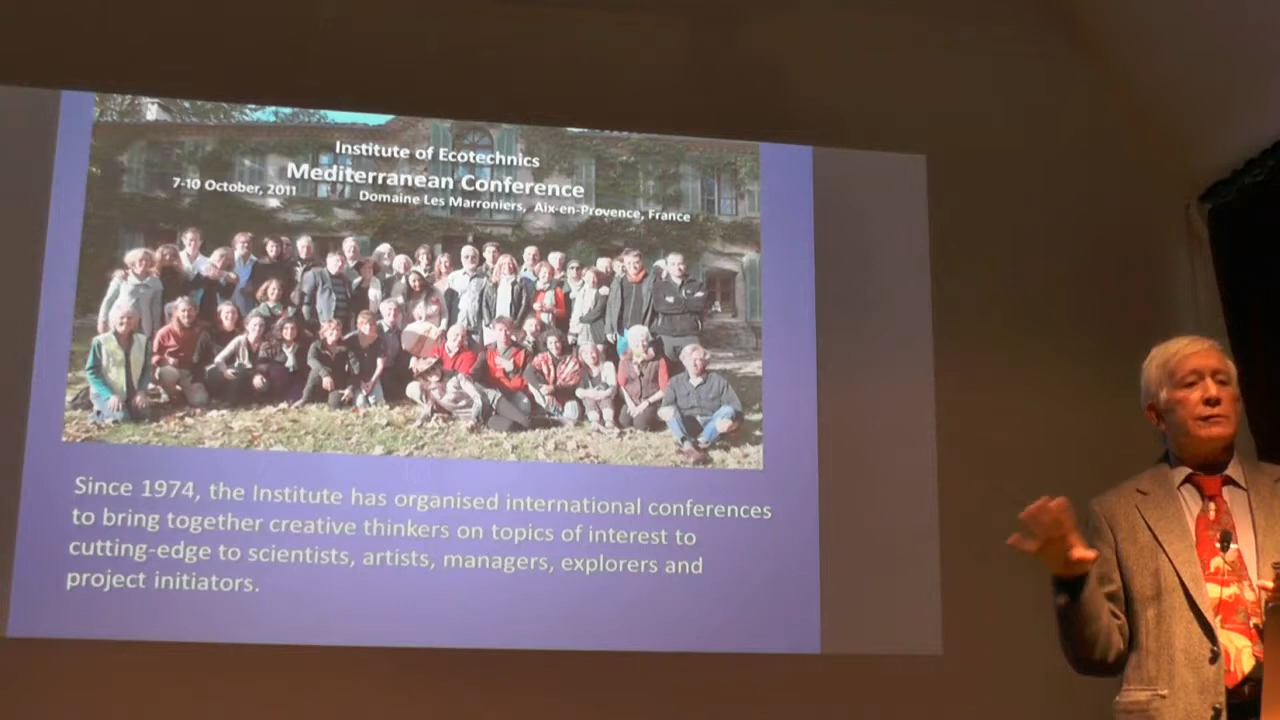 Institute of Ecotechnics
Mediterranean Conference
7-10 October, 2011
Domaine Les Marroniers, Aix-en-Provence, France
Since 1974, the Institute has organised international conferences
to bring together creative thinkers on topics of interest to
cutting-edge to scientists, artists, managers, explorers and
project initiators.